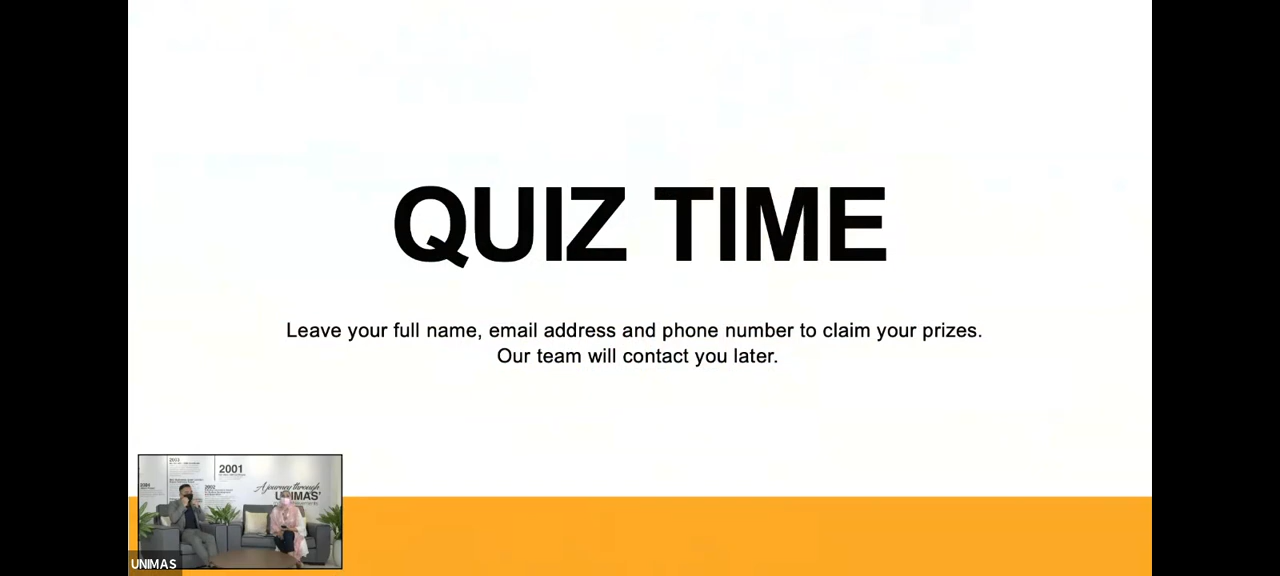 QUIZ TIME
Leave your full name, email address and phone number to claim your prizes.
Our team will contact you later.
2001
A journey through
UNIMAS'
UNIMAS